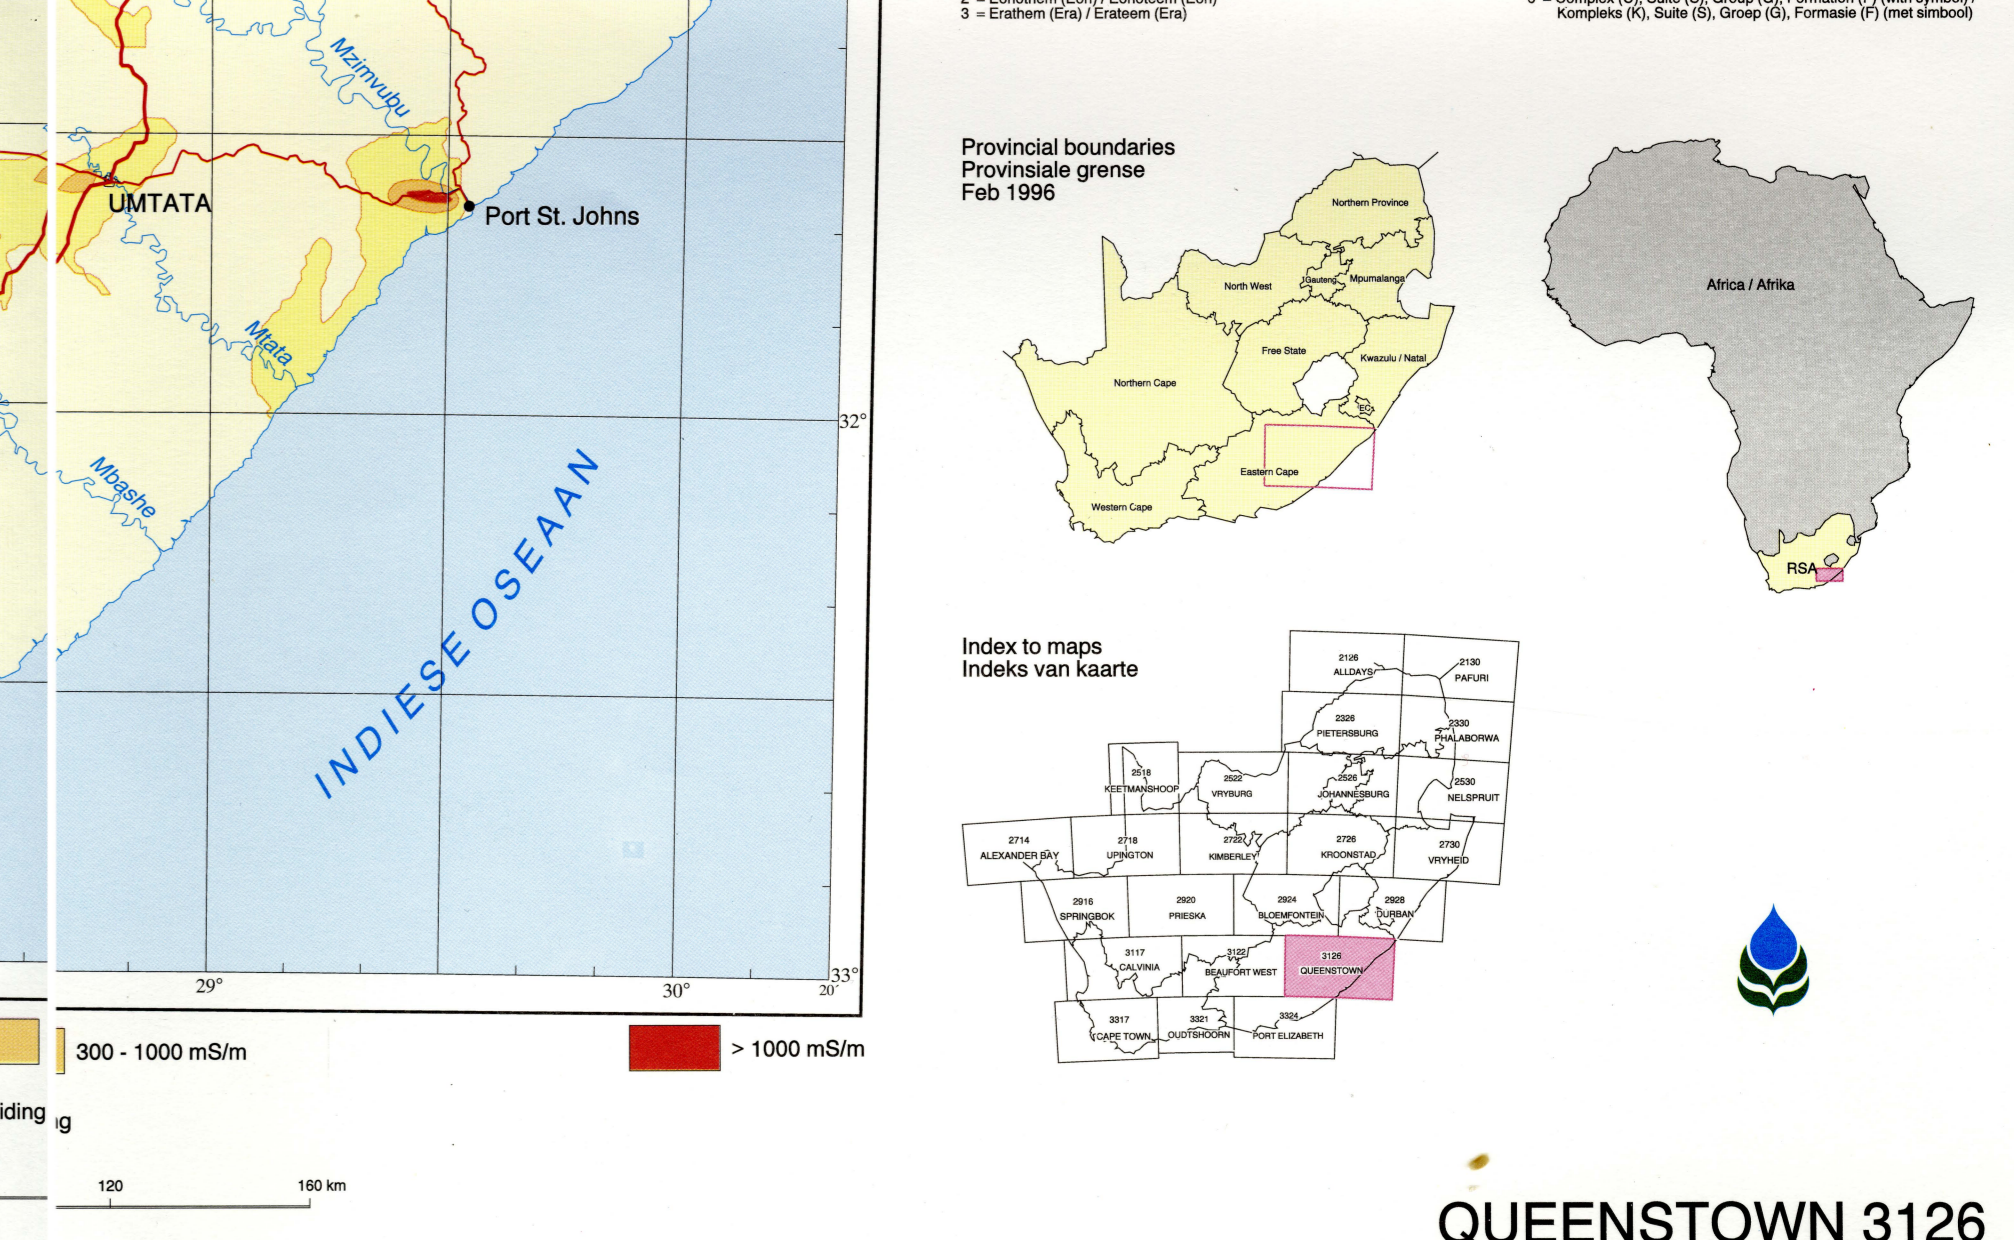 3 = Erathem (Era) / Erateem (Era)
Kompleks (K), Suite (S), Groep (G), Formasie (F) (met simbool)
Mzimvubu
UMTATA
Port St. Johns
Mtata
Mbashe
INDIESE OSEAAN
32°
33°
29°
30°
20'
300 - 1000 mS/m
> 1000 mS/m
iding
ng
120
160 km
Provincial boundaries
Provinsiale grense
Feb 1996
Northern Province
North West
Gauteng
Mpumalanga
Free State
Kwazulu / Natal
Northern Cape
EC
Eastern Cape
Western Cape
Africa / Afrika
RSA
Index to maps
Indeks van kaarte
2126
ALLDAYS
2130
PAFURI
2326
PIETERSBURG
2330
PHALABORWA
2518
KEETMANSHOOP
2522
VRYBURG
2526
JOHANNESBURG
2530
NELSPRUIT
2714
ALEXANDER BAY
2718
UPINGTON
2722
KIMBERLEY
2726
KROONSTAD
2730
VRYHEID
2916
SPRINGBOK
2920
PRIESKA
2924
BLOEMFONTEIN
2928
DURBAN
3117
CALVINIA
3122
BEAUFORT WEST
3126
QUEENSTOWN
3317
CAPE TOWN
3321
OUDTSHOORN
3324
PORT ELIZABETH
QUEENSTOWN 3126